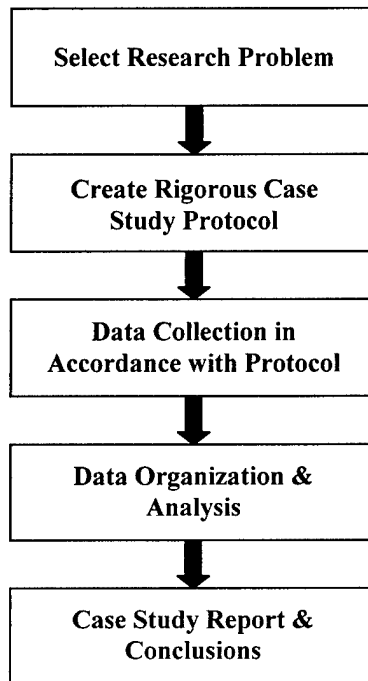 Select Research Problem
Create Rigorous Case
Study Protocol
Data Collection in
Accordance with Protocol
Data Organization &
Analysis
Case Study Report &
Conclusions